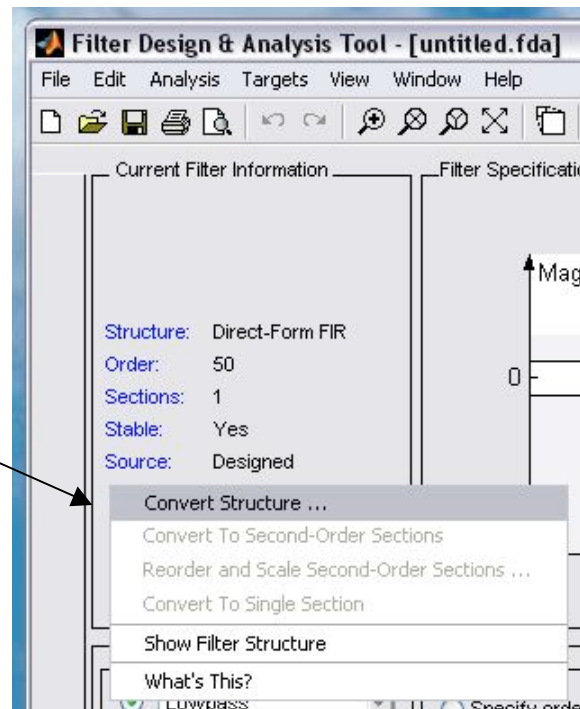 Filter Design & Analysis Tool - [untitled.fda]
File Edit Analysis Targets View Window Help
Current Filter Information
Structure: Direct-Form FIR
Order: 50
Sections: 1
Stable: Yes
Source: Designed
Filter
Mag
0
Convert Structure ...
Convert To Second-Order Sections
Reorder and Scale Second-Order Sections ...
Convert To Single Section
Show Filter Structure
What's This?
Lowpass
Specify